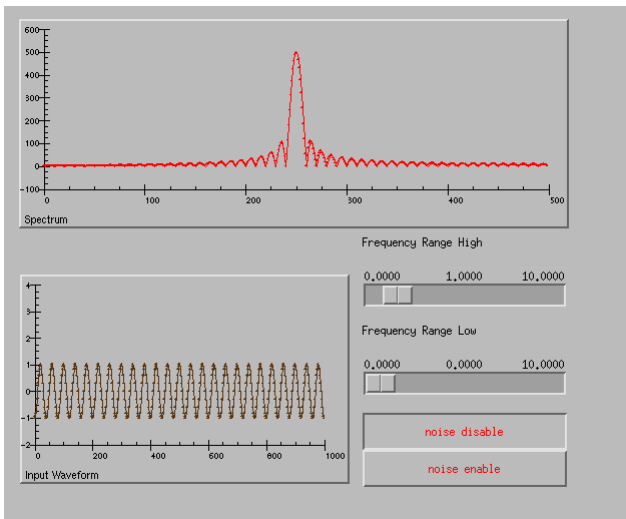 600
500
400
300
200
100
0
-100
0 100 200 300 400 500
Spectrum
Frequency Range High
0.0000 1.0000 10.0000
Frequency Range Low
0.0000 0.0000 10.0000
noise disable
noise enable
4
3
2
1
0
-1
-2
0 200 400 600 800 1000
Input Waveform